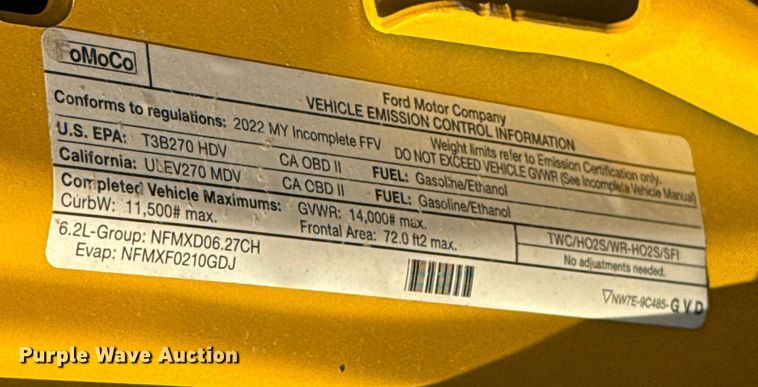 FoMoCo
Ford Motor Company
VEHICLE EMISSION CONTROL INFORMATION
Conforms to regulations: 2022 MY Incomplete FFV
Weight limits refer to Emission Certification only.
DO NOT EXCEED VEHICLE GVWR (See Incomplete Vehicle Manual)
U.S. EPA: T3B270 HDV CA OBD II FUEL: Gasoline/Ethanol
California: ULEV270 MDV CA OBD II FUEL: Gasoline/Ethanol
Completed Vehicle Maximums: GVWR: 14,000# max.
CurbW: 11,500# max. Frontal Area: 72.0 ft2 max.
6.2L-Group: NFMXD06.27CH
Evap: NFMXF0210GDJ
TWC/HO2S/WR-HO2S/SFI
No adjustments needed.
NW7E-9C485-GVD
Purple Wave Auction